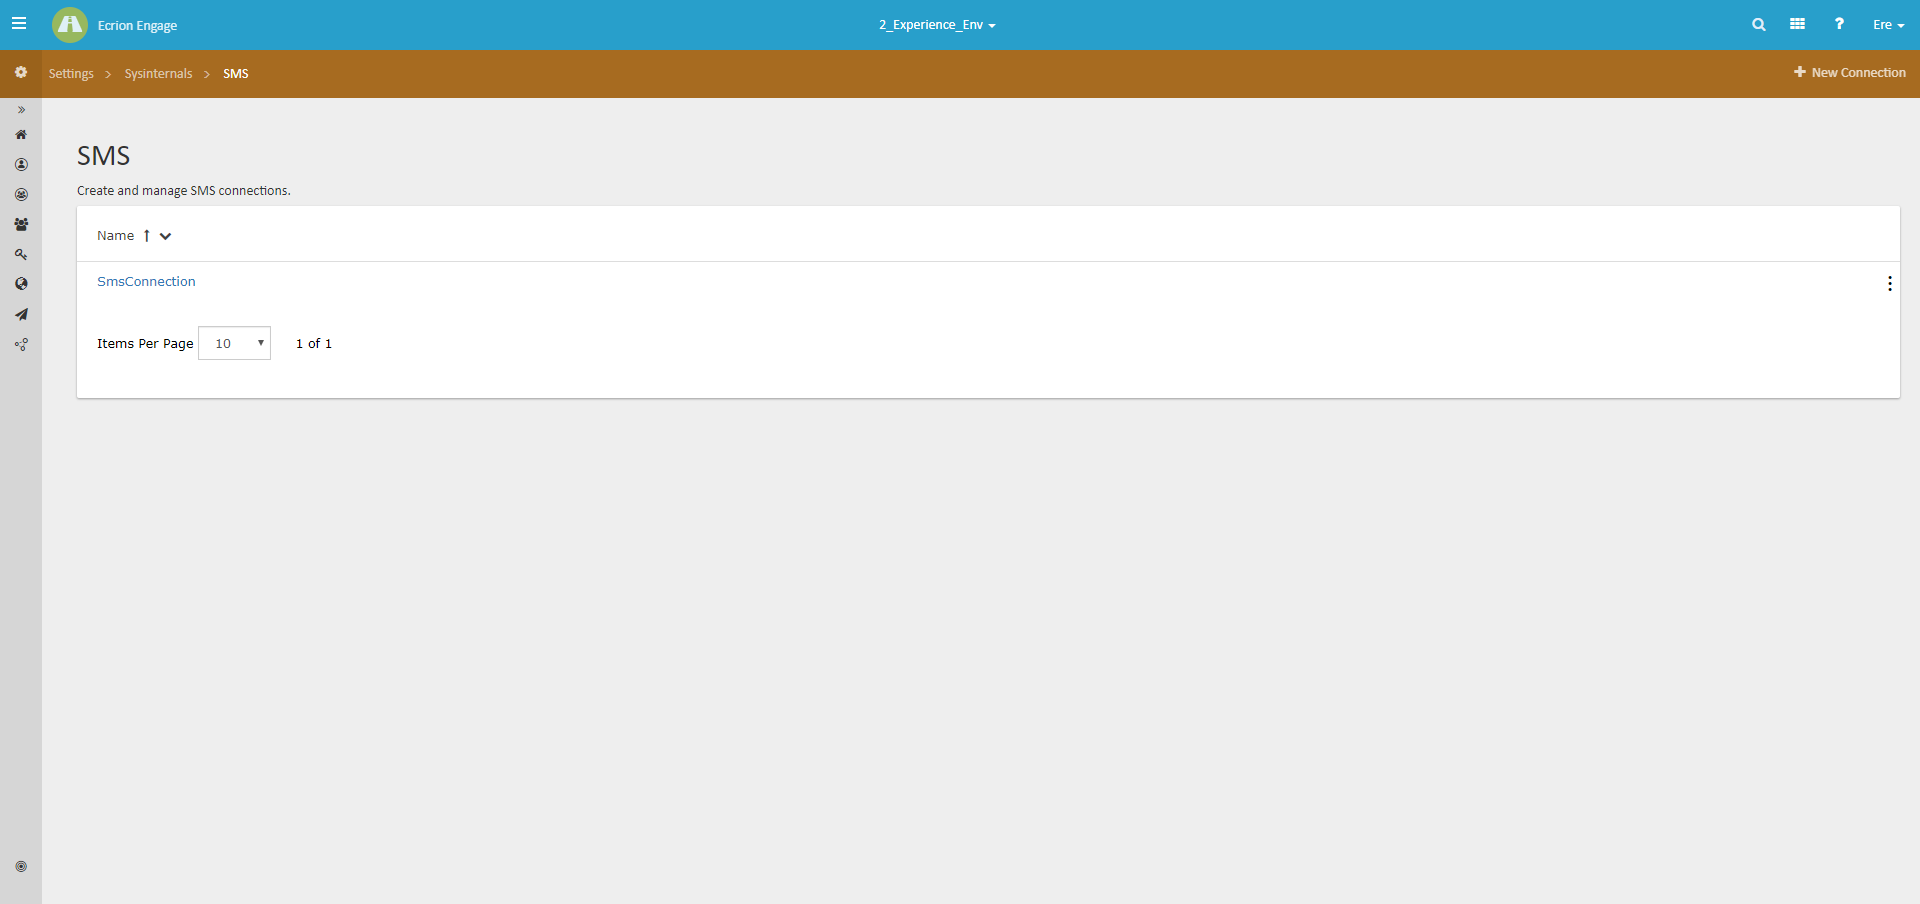 Ecrion Engage
2_Experience_Env
?
Ere
Settings > Sysinternals > SMS
+ New Connection
SMS
Create and manage SMS connections.
Name
SmsConnection
Items Per Page 10 1 of 1